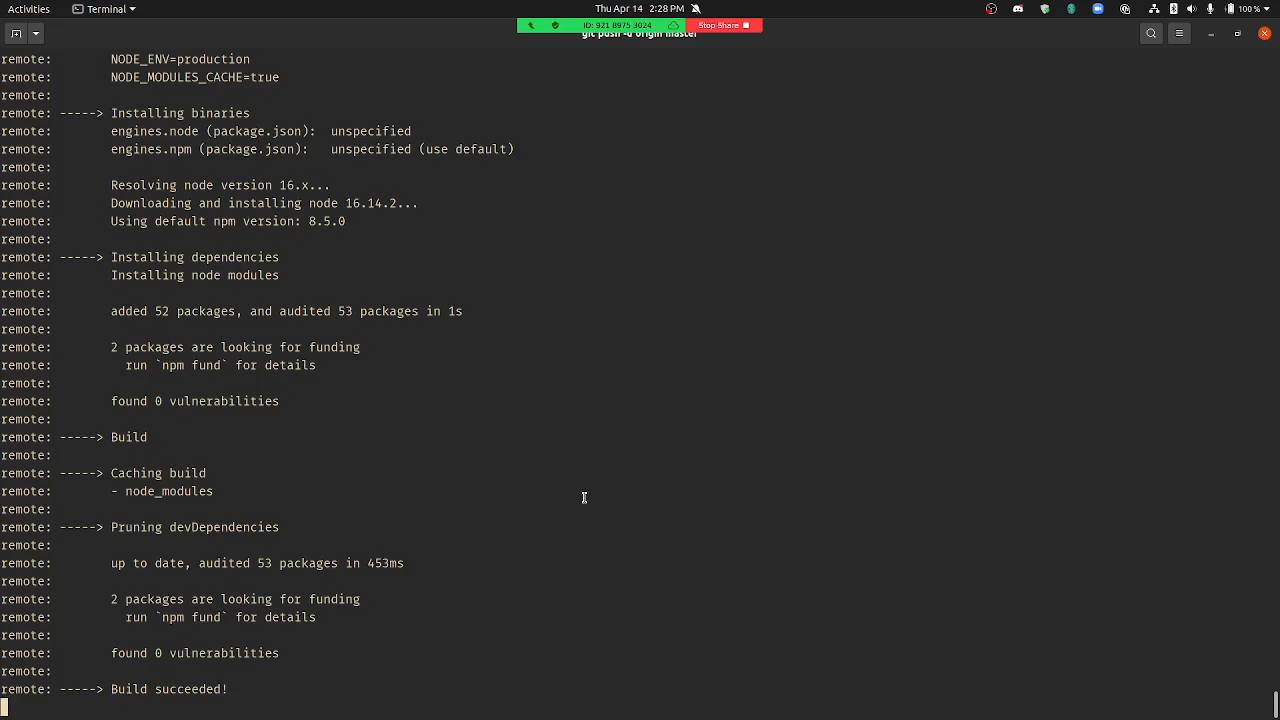 Activities
Terminal
Thu Apr 14 2:28 PM
100 %
ID: 921 8975 3024
Stop Share
git push -u origin master
remote: NODE_ENV=production
remote: NODE_MODULES_CACHE=true
remote:
remote: -----> Installing binaries
remote: engines.node (package.json): unspecified
remote: engines.npm (package.json): unspecified (use default)
remote:
remote: Resolving node version 16.x...
remote: Downloading and installing node 16.14.2...
remote: Using default npm version: 8.5.0
remote:
remote: -----> Installing dependencies
remote: Installing node modules
remote:
remote: added 52 packages, and audited 53 packages in 1s
remote:
remote: 2 packages are looking for funding
remote: run `npm fund` for details
remote:
remote: found 0 vulnerabilities
remote:
remote: -----> Build
remote:
remote: -----> Caching build
remote: - node_modules
remote:
remote: -----> Pruning devDependencies
remote:
remote: up to date, audited 53 packages in 453ms
remote:
remote: 2 packages are looking for funding
remote: run `npm fund` for details
remote:
remote: found 0 vulnerabilities
remote:
remote: -----> Build succeeded!